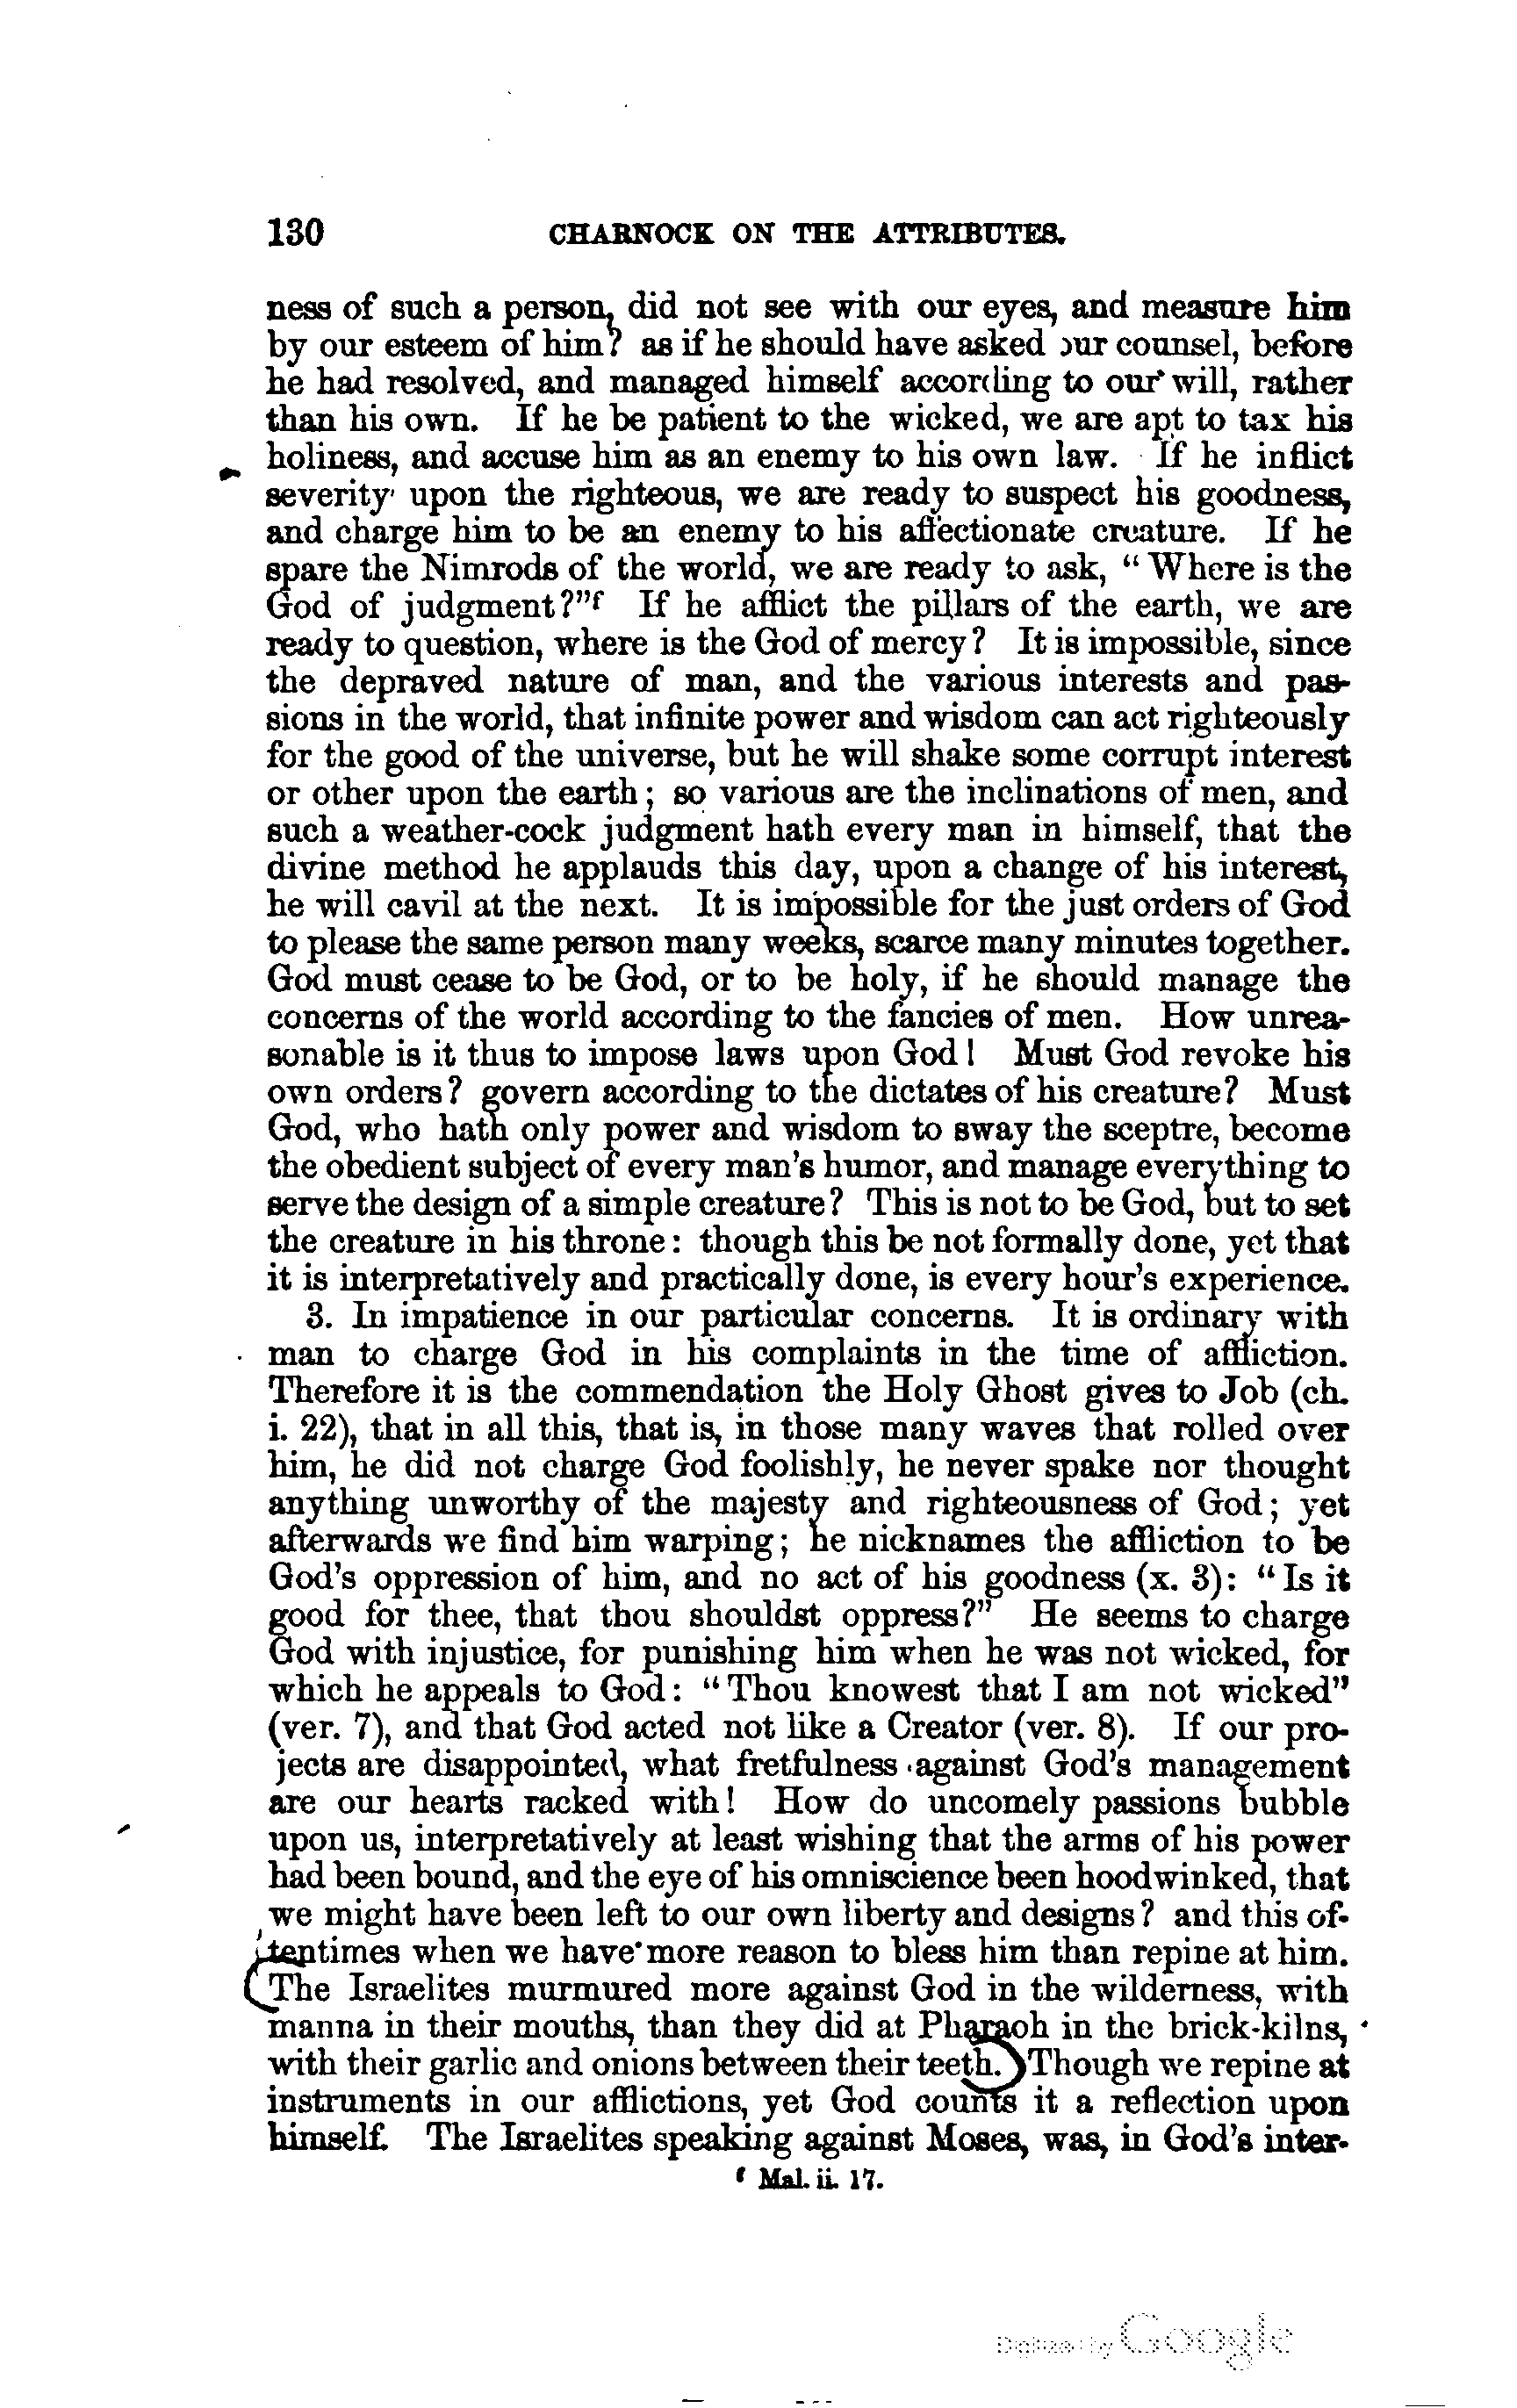 130 CHARNOCK ON THE ATTRIBUTES.
ness of such a person, did not see with our eyes, and measure him
by our esteem of him? as if he should have asked our counsel, before
he had resolved, and managed himself according to our will, rather
than his own. If he be patient to the wicked, we are apt to tax his
holiness, and accuse him as an enemy to his own law. If he inflict
severity upon the righteous, we are ready to suspect his goodness,
and charge him to be an enemy to his affectionate creature. If he
spare the Nimrods of the world, we are ready to ask, "Where is the
God of judgment?"f If he afflict the pillars of the earth, we are
ready to question, where is the God of mercy? It is impossible, since
the depraved nature of man, and the various interests and pas-
sions in the world, that infinite power and wisdom can act righteously
for the good of the universe, but he will shake some corrupt interest
or other upon the earth; so various are the inclinations of men, and
such a weather-cock judgment hath every man in himself, that the
divine method he applauds this day, upon a change of his interest,
he will cavil at the next. It is impossible for the just orders of God
to please the same person many weeks, scarce many minutes together.
God must cease to be God, or to be holy, if he should manage the
concerns of the world according to the fancies of men. How unrea-
sonable is it thus to impose laws upon God! Must God revoke his
own orders? govern according to the dictates of his creature? Must
God, who hath only power and wisdom to sway the sceptre, become
the obedient subject of every man's humor, and manage everything to
serve the design of a simple creature? This is not to be God, but to set
the creature in his throne: though this be not formally done, yet that
it is interpretatively and practically done, is every hour's experience.
3. In impatience in our particular concerns. It is ordinary with
man to charge God in his complaints in the time of affliction.
Therefore it is the commendation the Holy Ghost gives to Job (ch.
i. 22), that in all this, that is, in those many waves that rolled over
him, he did not charge God foolishly, he never spake nor thought
anything unworthy of the majesty and righteousness of God; yet
afterwards we find him warping; he nicknames the affliction to be
God's oppression of him, and no act of his goodness (x. 3): "Is it
good for thee, that thou shouldst oppress?" He seems to charge
God with injustice, for punishing him when he was not wicked, for
which he appeals to God: "Thou knowest that I am not wicked"
(ver. 7), and that God acted not like a Creator (ver. 8). If our pro-
jects are disappointed, what fretfulness against God's management
are our hearts racked with! How do uncomely passions bubble
upon us, interpretatively at least wishing that the arms of his power
had been bound, and the eye of his omniscience been hoodwinked, that
we might have been left to our own liberty and designs? and this of-
tentimes when we have more reason to bless him than repine at him.
The Israelites murmured more against God in the wilderness, with
manna in their mouths, than they did at Pharaoh in the brick-kilns,
with their garlic and onions between their teeth. Though we repine at
instruments in our afflictions, yet God counts it a reflection upon
himself. The Israelites speaking against Moses, was, in God's inter-
f Mal. ii. 17.
Digitized by Google